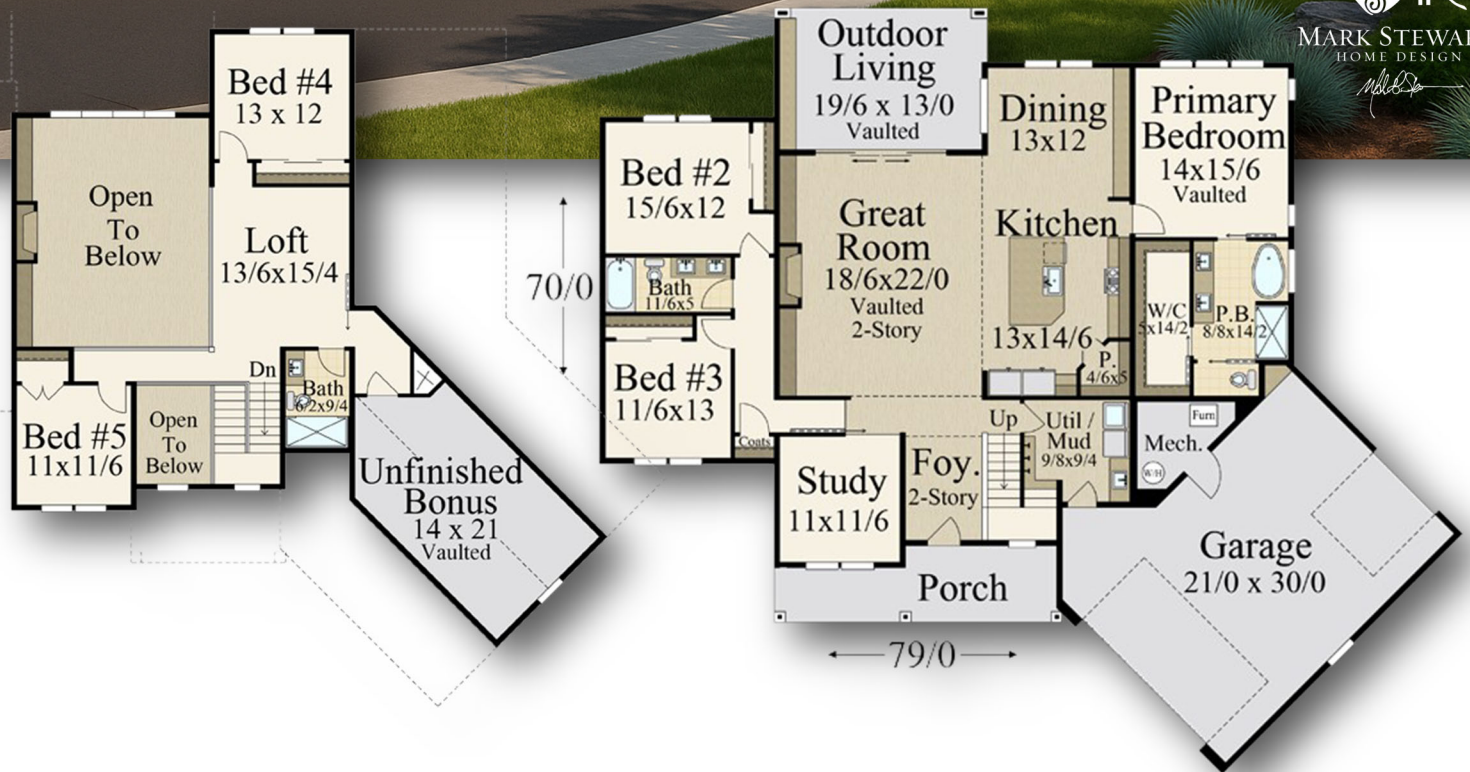 MARK STEWA
HOME DESIGN
Bed #4
13 x 12
Open
To
Below
Loft
13/6x15/4
Dn
Bath
6/2x9/4
Bed #5
11x11/6
Open
To
Below
Unfinished
Bonus
14 x 21
Vaulted
Outdoor
Living
19/6 x 13/0
Vaulted
Dining
13x12
Primary
Bedroom
14x15/6
Vaulted
Bed #2
15/6x12
Great
Room
18/6x22/0
Vaulted
2-Story
Kitchen
13x14/6
70/0
Bath
11/6x5
W/C
5x14/2
P.B.
8/8x14/2
P.
4/6x5
Bed #3
11/6x13
Coats
Up
Util /
Mud
9/8x9/4
Furn
Mech.
W/H
Study
11x11/6
Foy.
2-Story
Garage
21/0 x 30/0
Porch
79/0